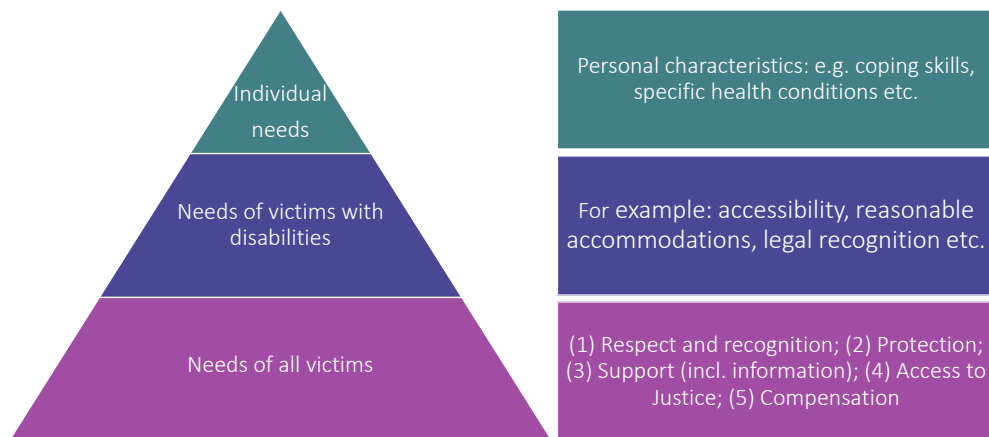 Individual
needs
Personal characteristics: e.g. coping skills,
specific health conditions etc.
Needs of victims with
disabilities
For example: accessibility, reasonable
accommodations, legal recognition etc.
Needs of all victims
(1) Respect and recognition; (2) Protection;
(3) Support (incl. information); (4) Access to
Justice; (5) Compensation